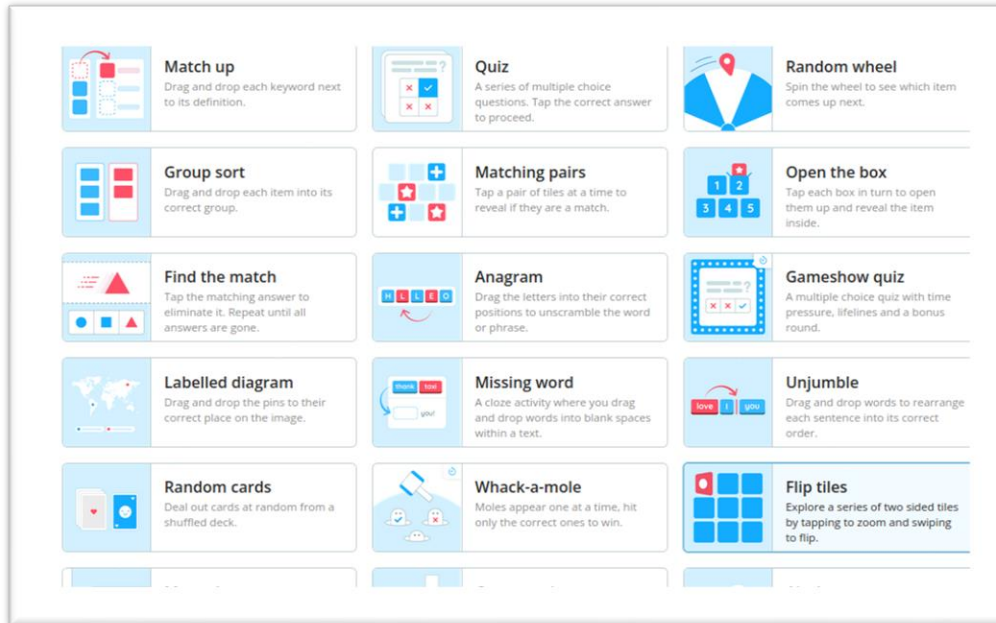 Match up
Drag and drop each keyword next
to its definition.
Quiz
A series of multiple choice
questions. Tap the correct answer
to proceed.
Random wheel
Spin the wheel to see which item
comes up next.
Group sort
Drag and drop each item into its
correct group.
Matching pairs
Tap a pair of tiles at a time to
reveal if they are a match.
Open the box
Tap each box in turn to open
them up and reveal the item
inside.
1 2
3 4 5
Find the match
Tap the matching answer to
eliminate it. Repeat until all
answers are gone.
H L L E O
Anagram
Drag the letters into their correct
positions to unscramble the word
or phrase.
?
Gameshow quiz
A multiple choice quiz with time
pressure, lifelines and a bonus
round.
Labelled diagram
Drag and drop the pins to their
correct place on the image.
thank taxi
you!
Missing word
A cloze activity where you drag
and drop words into blank spaces
within a text.
love I you
Unjumble
Drag and drop words to rearrange
each sentence into its correct
order.
Random cards
Deal out cards at random from a
shuffled deck.
Whack-a-mole
Moles appear one at a time, hit
only the correct ones to win.
Flip tiles
Explore a series of two sided tiles
by tapping to zoom and swiping
to flip.